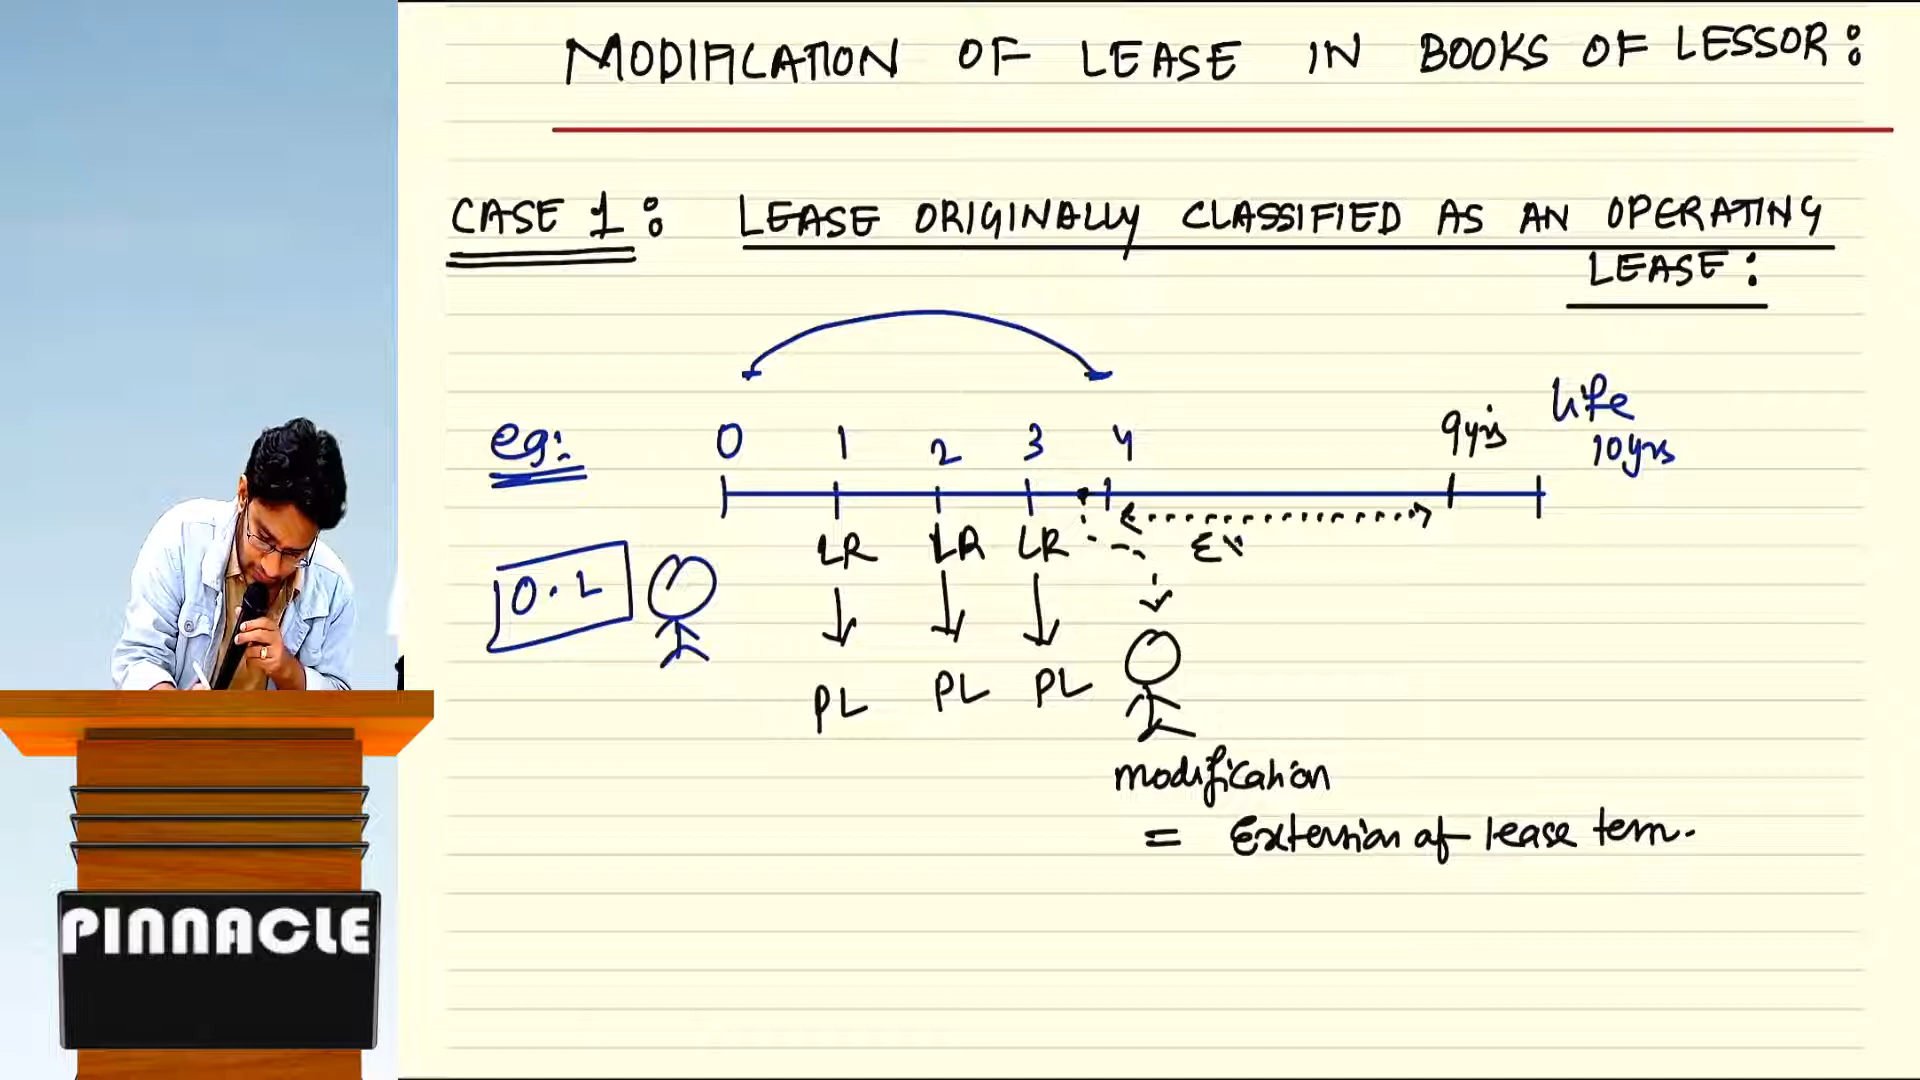 MODIFICATION OF LEASE IN BOOKS OF LESSOR:
CASE 1: LEASE ORIGINALLY CLASSIFIED AS AN OPERATING
LEASE:
eg: 0 1 2 3 4 9yrs life
10yrs
LR LR LR EX
O.L
PL PL PL
modification
= Extension of lease term.
PINNACLE